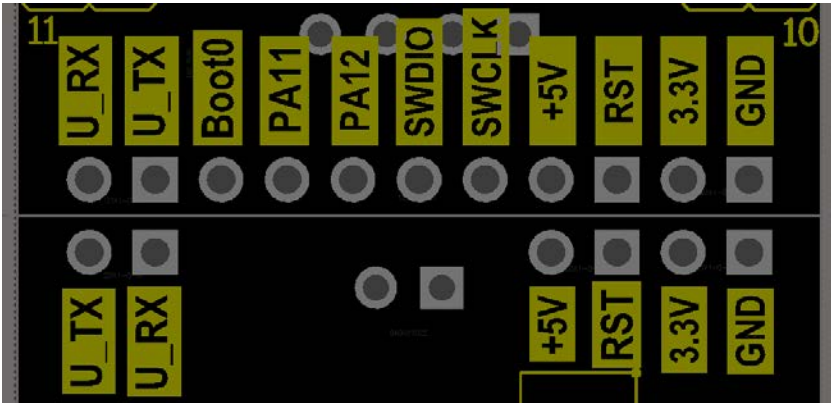 11 10
U_RX U_TX Boot0 PA11 PA12 SWDIO SWCLK +5V RST 3.3V GND
U_TX U_RX +5V RST 3.3V GND